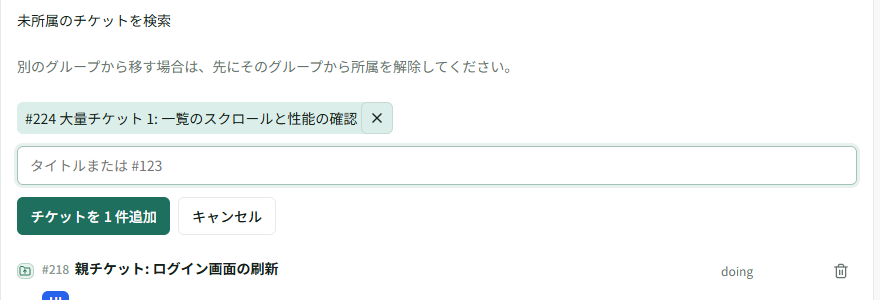 未所属のチケットを検索
別のグループから移す場合は、先にそのグループから所属を解除してください。
#224 大量チケット 1: 一覧のスクロールと性能の確認
タイトルまたは #123
チケットを 1 件追加 キャンセル
#218 親チケット: ログイン画面の刷新 doing